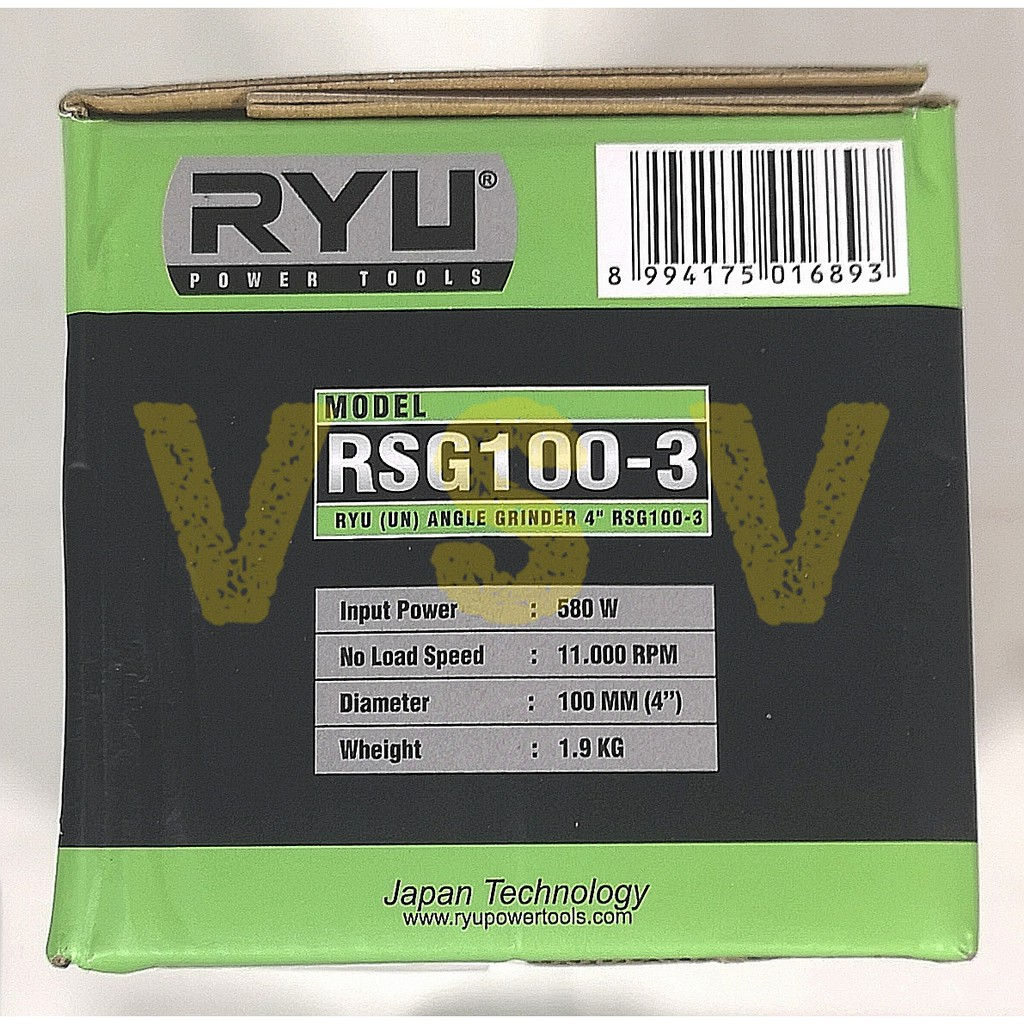 RYU®
POWER TOOLS
8 994175 016893
MODEL
RSG100-3
RYU (UN) ANGLE GRINDER 4" RSG100-3
VSV
Input Power : 580 W
No Load Speed : 11.000 RPM
Diameter : 100 MM (4”)
Wheight : 1.9 KG
Japan Technology
www.ryupowertools.com